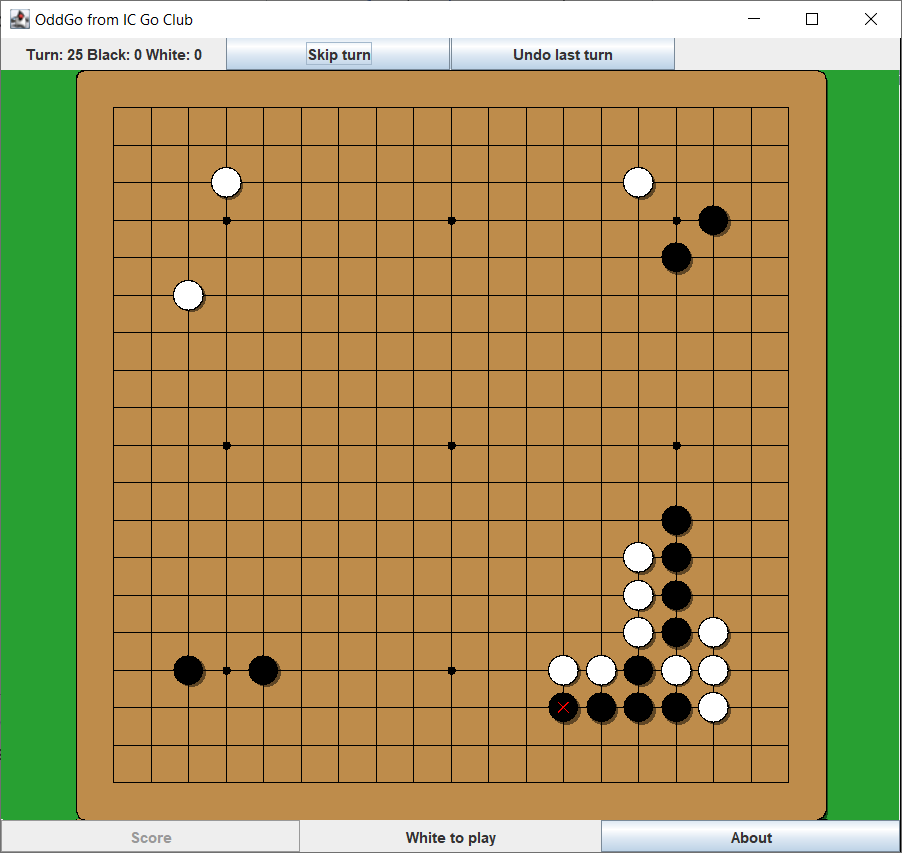 OddGo from IC Go Club
Turn: 25 Black: 0 White: 0 Skip turn Undo last turn
Score White to play About